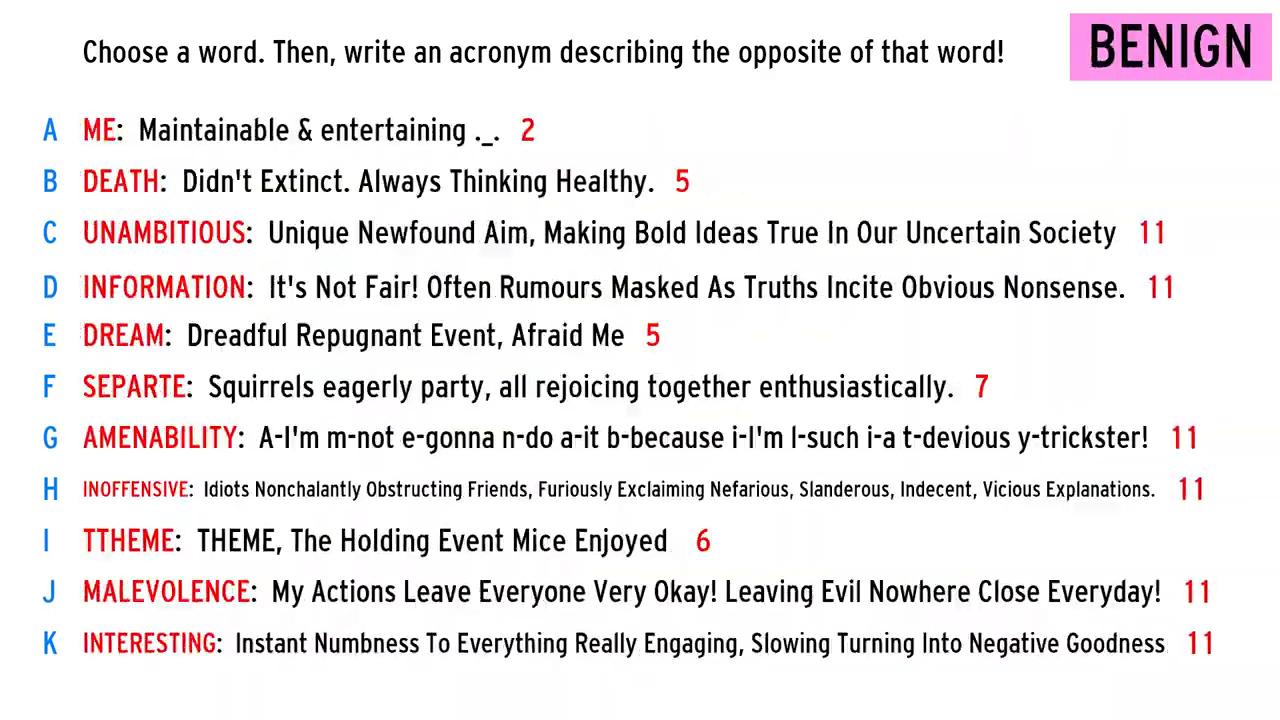 Choose a word. Then, write an acronym describing the opposite of that word!
BENIGN
A ME: Maintainable & entertaining ._. 2
B DEATH: Didn't Extinct. Always Thinking Healthy. 5
C UNAMBITIOUS: Unique Newfound Aim, Making Bold Ideas True In Our Uncertain Society 11
D INFORMATION: It's Not Fair! Often Rumours Masked As Truths Incite Obvious Nonsense. 11
E DREAM: Dreadful Repugnant Event, Afraid Me 5
F SEPARTE: Squirrels eagerly party, all rejoicing together enthusiastically. 7
G AMENABILITY: A-I'm m-not e-gonna n-do a-it b-because i-I'm l-such i-a t-devious y-trickster! 11
H INOFFENSIVE: Idiots Nonchalantly Obstructing Friends, Furiously Exclaiming Nefarious, Slanderous, Indecent, Vicious Explanations. 11
I TTHEME: THEME, The Holding Event Mice Enjoyed 6
J MALEVOLENCE: My Actions Leave Everyone Very Okay! Leaving Evil Nowhere Close Everyday! 11
K INTERESTING: Instant Numbness To Everything Really Engaging, Slowing Turning Into Negative Goodness 11